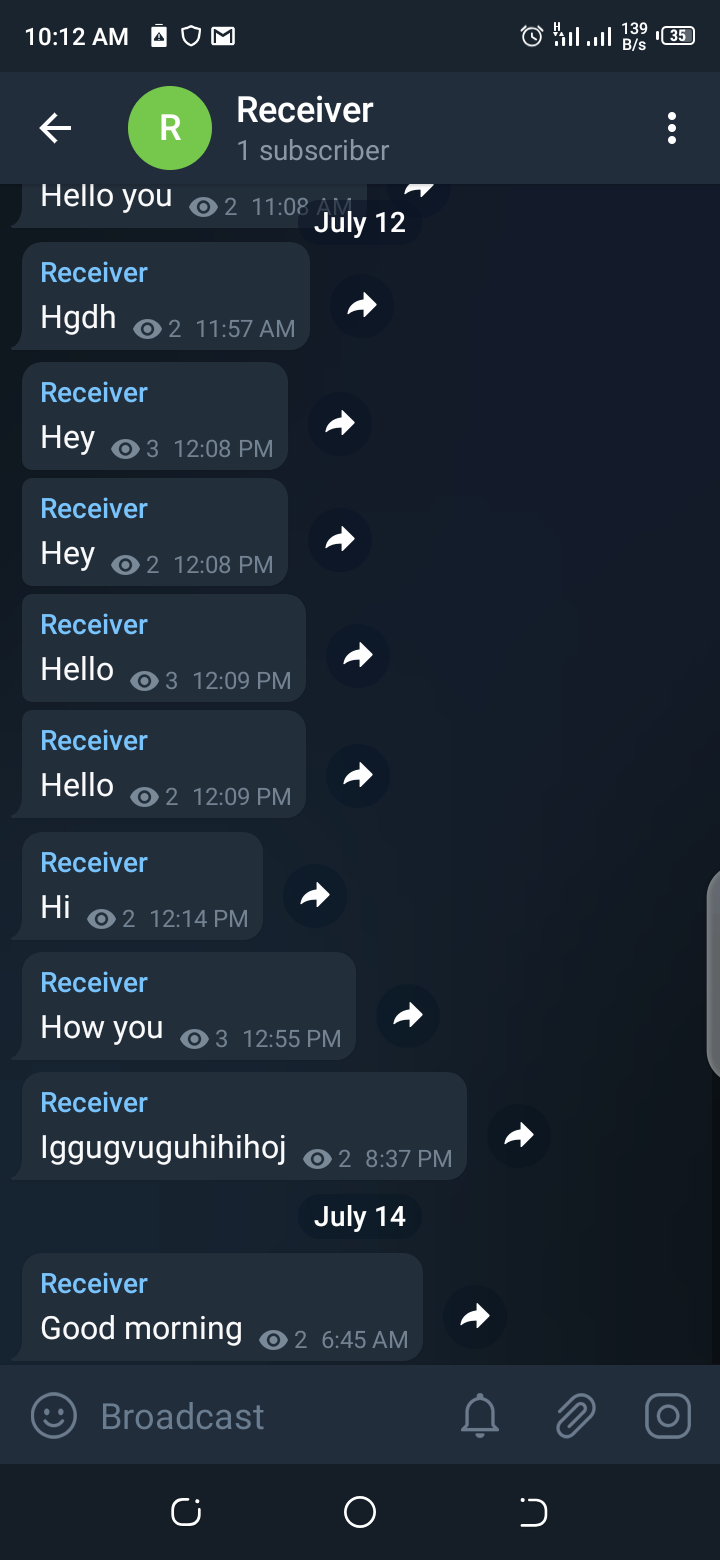 10:12 AM 139 B/s 35
R
Receiver
1 subscriber
Hello you 2 11:08 AM
July 12
Receiver
Hgdh 2 11:57 AM
Receiver
Hey 3 12:08 PM
Receiver
Hey 2 12:08 PM
Receiver
Hello 3 12:09 PM
Receiver
Hello 2 12:09 PM
Receiver
Hi 2 12:14 PM
Receiver
How you 3 12:55 PM
Receiver
Iggugvuguhihihoj 2 8:37 PM
July 14
Receiver
Good morning 2 6:45 AM
Broadcast